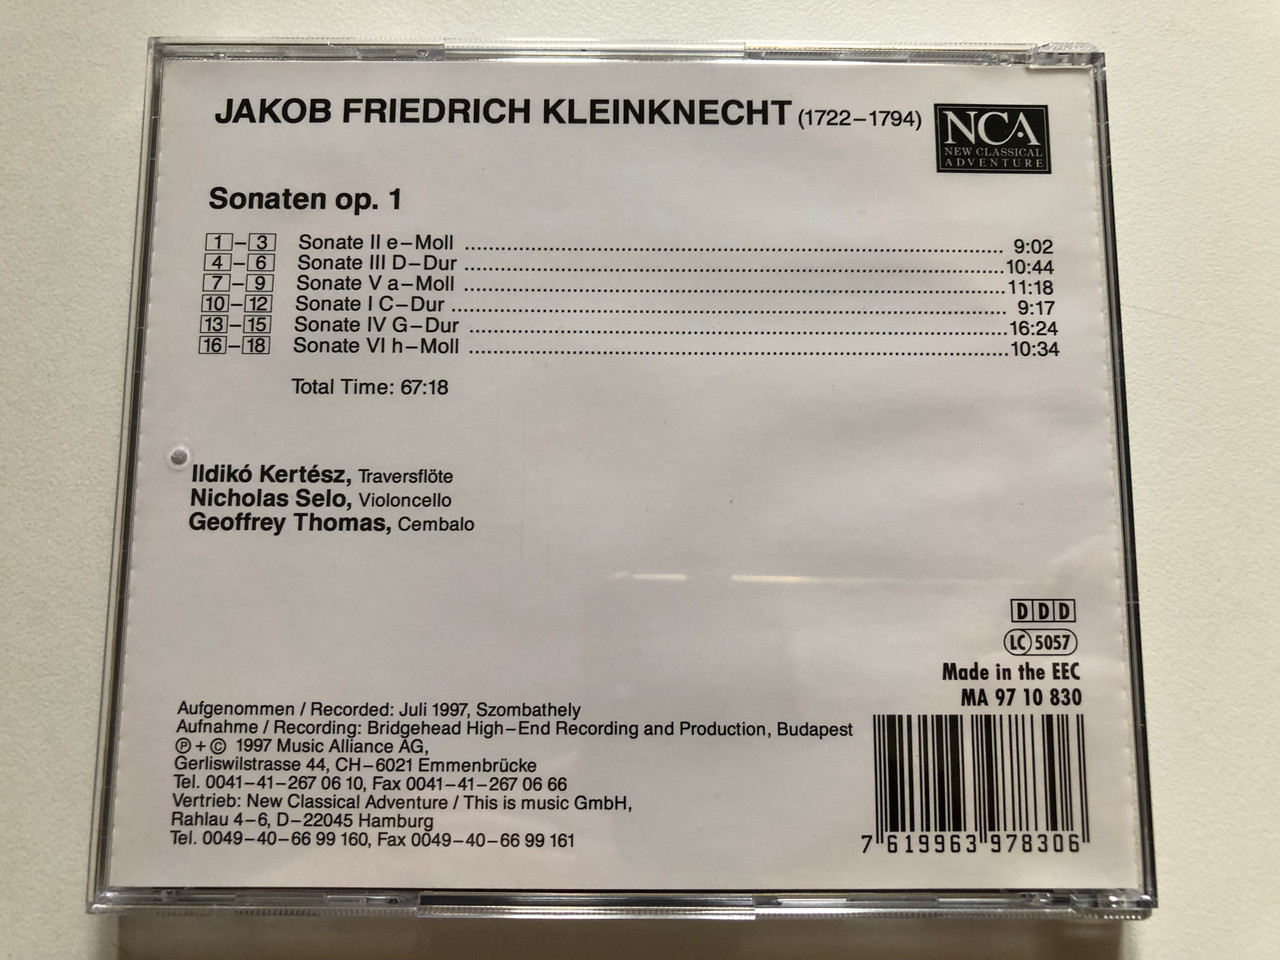 JAKOB FRIEDRICH KLEINKNECHT (1722–1794)
NCA
NEW CLASSICAL
ADVENTURE
Sonaten op. 1
1–3 Sonate II e–Moll 9:02
4–6 Sonate III D–Dur 10:44
7–9 Sonate V a–Moll 11:18
10–12 Sonate I C–Dur 9:17
13–15 Sonate IV G–Dur 16:24
16–18 Sonate VI h–Moll 10:34
Total Time: 67:18
Ildikó Kertész, Traversflöte
Nicholas Selo, Violoncello
Geoffrey Thomas, Cembalo
DDD
LC 5057
Made in the EEC
MA 97 10 830
Aufgenommen / Recorded: Juli 1997, Szombathely
Aufnahme / Recording: Bridgehead High–End Recording and Production, Budapest
℗ + © 1997 Music Alliance AG,
Gerliswilstrasse 44, CH–6021 Emmenbrücke
Tel. 0041–41–267 06 10, Fax 0041–41–267 06 66
Vertrieb: New Classical Adventure / This is music GmbH,
Rahlau 4–6, D–22045 Hamburg
Tel. 0049–40–66 99 160, Fax 0049–40–66 99 161
7 619963 978306